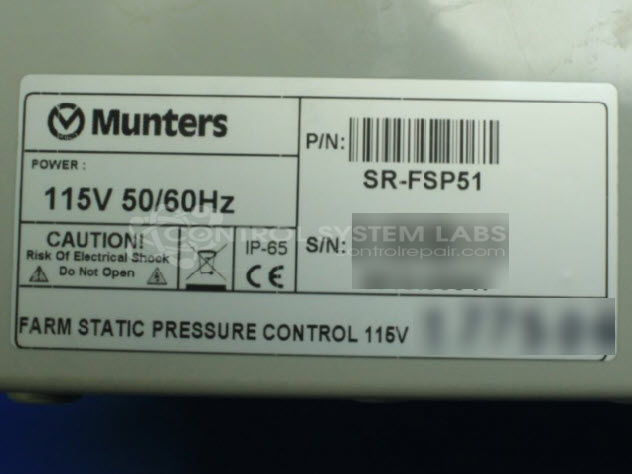 Munters
POWER :
115V 50/60Hz
CAUTION!
Risk Of Electrical Shock
Do Not Open
IP-65
CE
P/N:
SR-FSP51
S/N:
CONTROL SYSTEM LABS
controlrepair.com
FARM STATIC PRESSURE CONTROL 115V